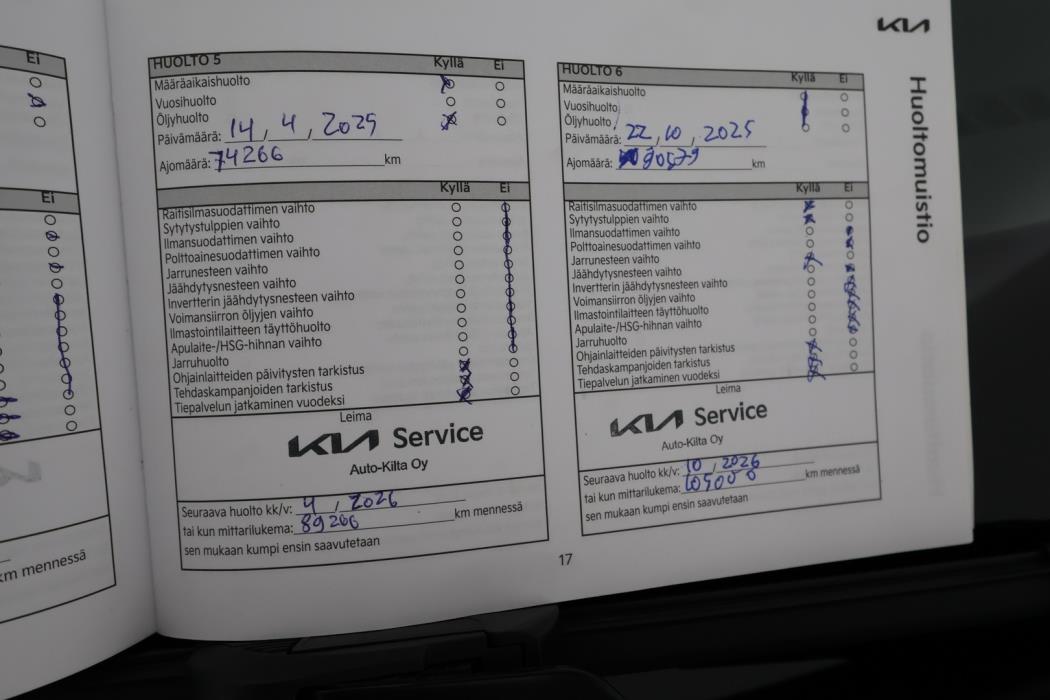 KIA
Huoltomuistio
Ei
Ei
km mennessä
HUOLTO 5 Kyllä Ei
Määräaikaishuolto
Vuosihuolto
Öljyhuolto
Päivämäärä: 14, 4, 2025
Ajomäärä: 74266 km
Kyllä Ei
Raitisilmasuodattimen vaihto
Sytytystulppien vaihto
Ilmansuodattimen vaihto
Polttoainesuodattimen vaihto
Jarrunesteen vaihto
Jäähdytysnesteen vaihto
Invertterin jäähdytysnesteen vaihto
Voimansiirron öljyjen vaihto
Ilmastointilaitteen täyttöhuolto
Apulaite-/HSG-hihnan vaihto
Jarruhuolto
Ohjainlaitteiden päivitysten tarkistus
Tehdaskampanjoiden tarkistus
Tiepalvelun jatkaminen vuodeksi
Leima
KIA Service
Auto-Kilta Oy
Seuraava huolto kk/v: 4, 2026
tai kun mittarilukema: 89266 km mennessä
sen mukaan kumpi ensin saavutetaan
HUOLTO 6 Kyllä Ei
Määräaikaishuolto
Vuosihuolto
Öljyhuolto
Päivämäärä: 22, 10, 2025
Ajomäärä: 90579 km
Kyllä Ei
Raitisilmasuodattimen vaihto
Sytytystulppien vaihto
Ilmansuodattimen vaihto
Polttoainesuodattimen vaihto
Jarrunesteen vaihto
Jäähdytysnesteen vaihto
Invertterin jäähdytysnesteen vaihto
Voimansiirron öljyjen vaihto
Ilmastointilaitteen täyttöhuolto
Apulaite-/HSG-hihnan vaihto
Jarruhuolto
Ohjainlaitteiden päivitysten tarkistus
Tehdaskampanjoiden tarkistus
Tiepalvelun jatkaminen vuodeksi
Leima
KIA Service
Auto-Kilta Oy
Seuraava huolto kk/v: 10, 2026
tai kun mittarilukema: 105000 km mennessä
sen mukaan kumpi ensin saavutetaan
17